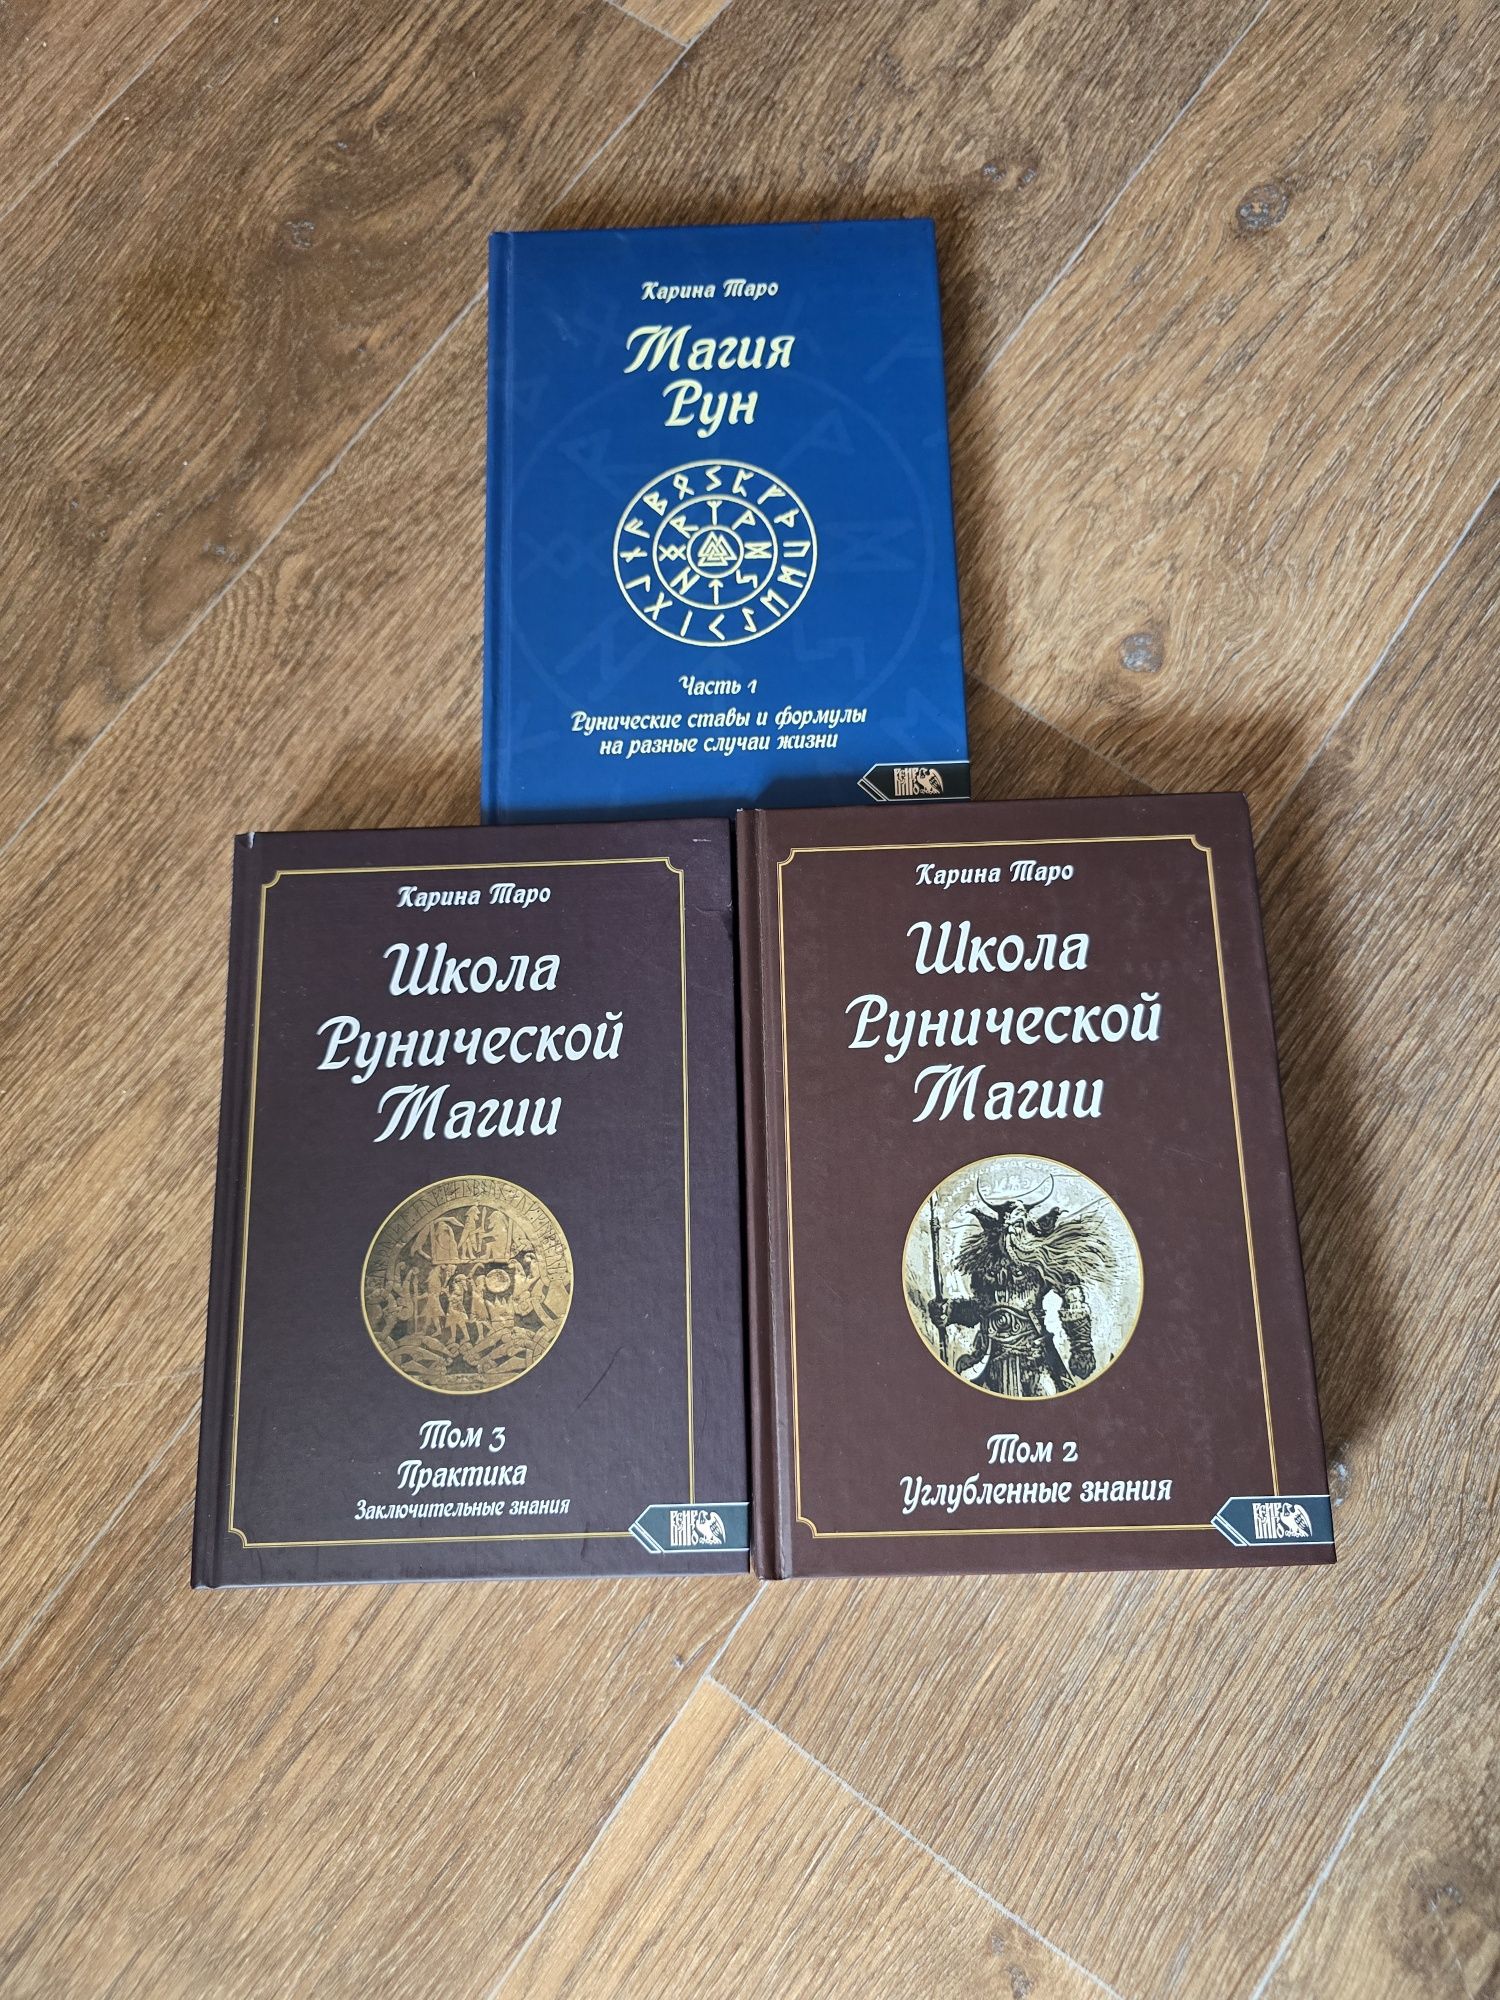 Карина Таро
Магия
Рун
Часть 1
Рунические ставы и формулы
на разные случаи жизни
Карина Таро
Школа
Рунической
Магии
Том 3
Практика
Заключительные знания
Карина Таро
Школа
Рунической
Магии
Том 2
Углубленные знания